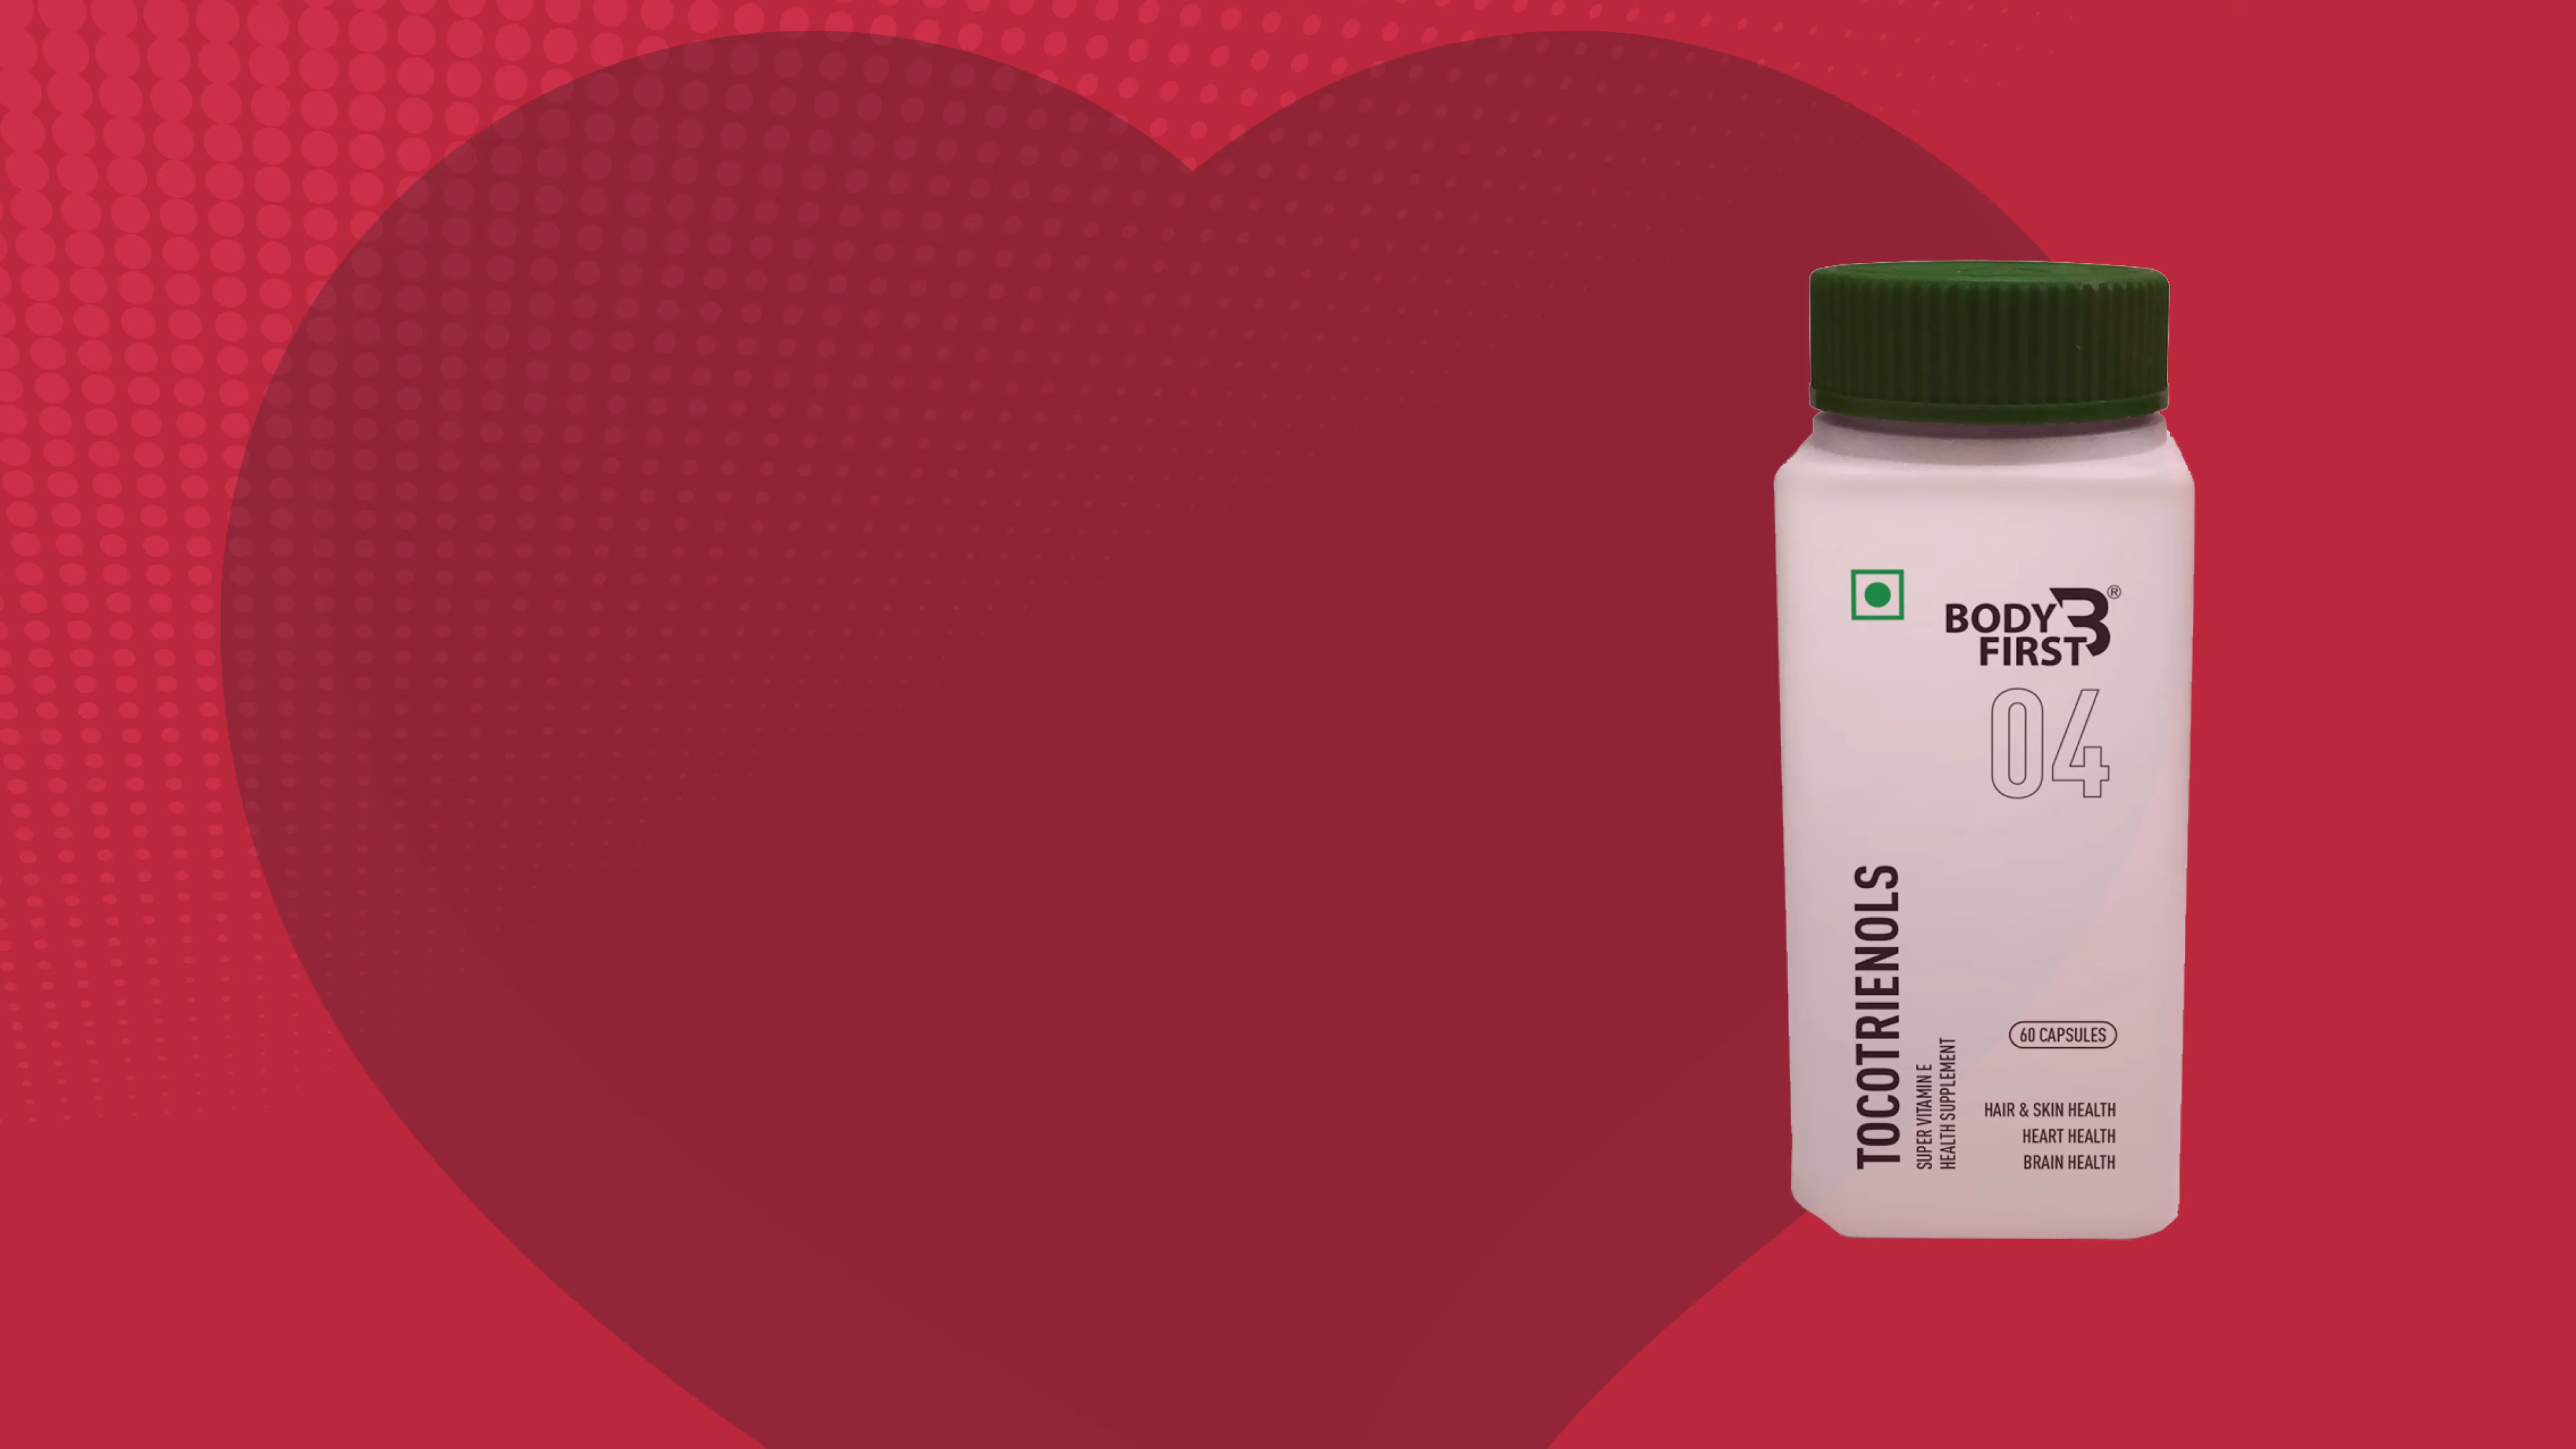 BODY
FIRST
®
04
TOCOTRIENOLS
SUPER VITAMIN E
HEALTH SUPPLEMENT
60 CAPSULES
HAIR & SKIN HEALTH
HEART HEALTH
BRAIN HEALTH